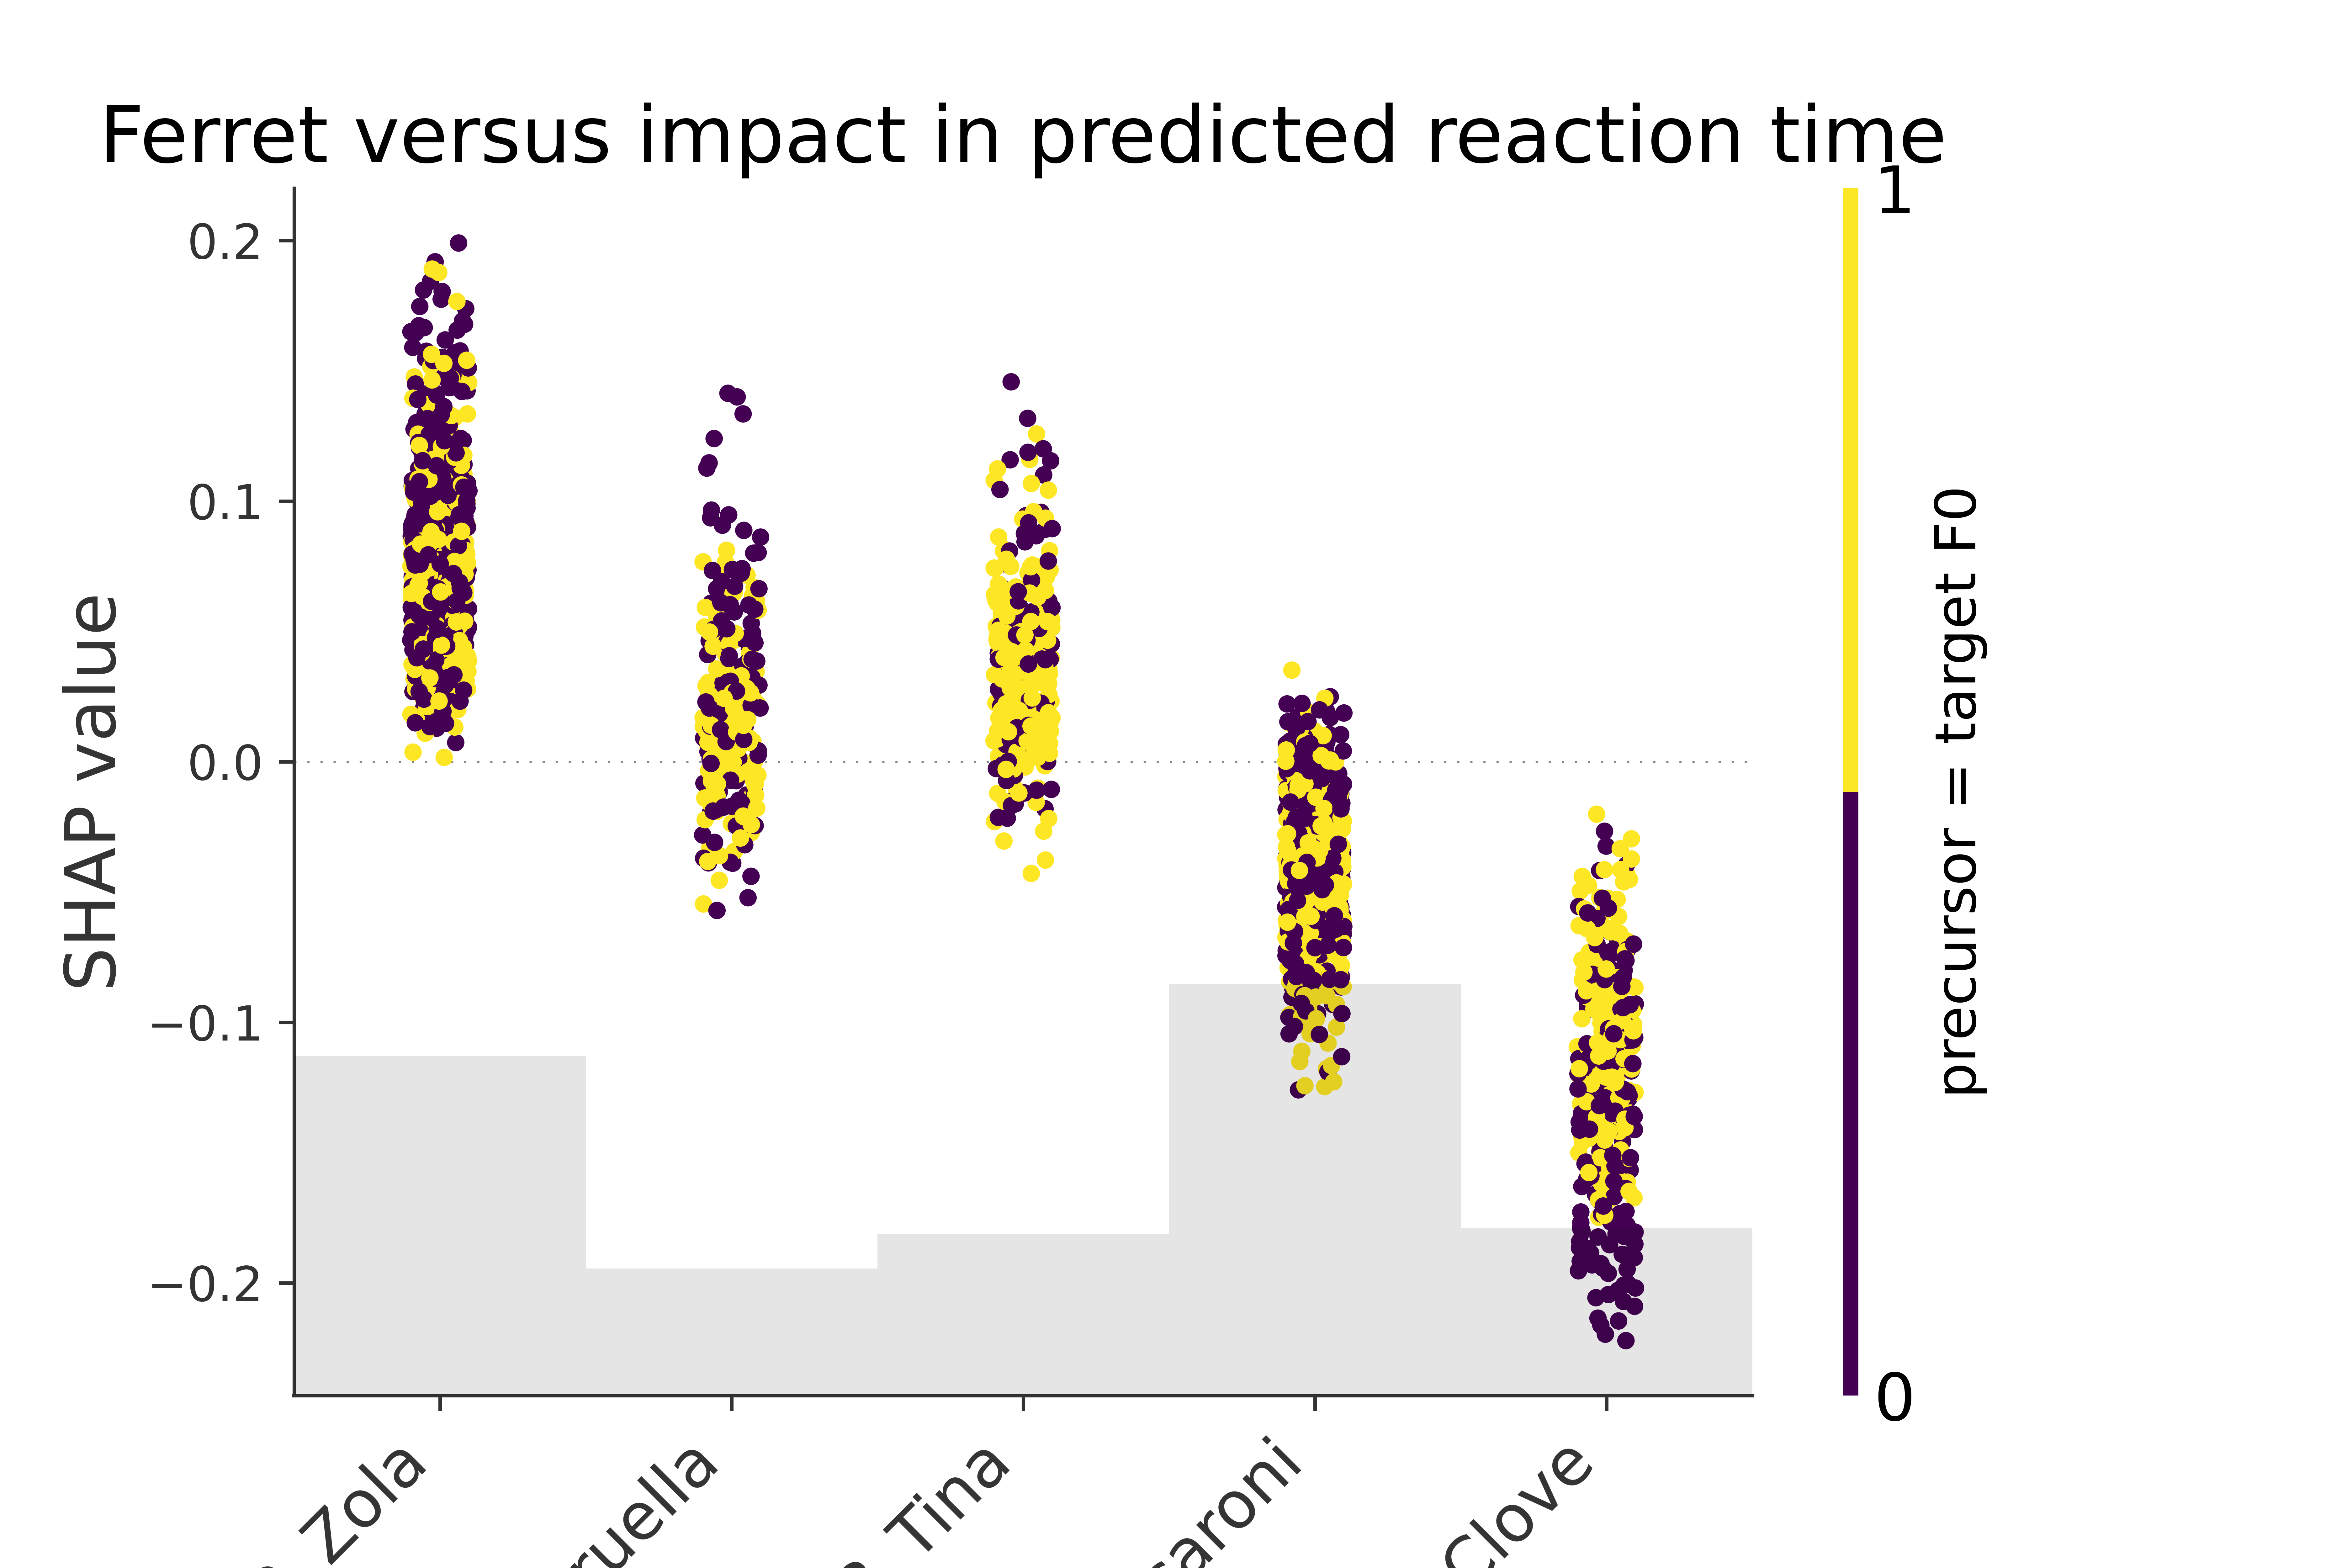 Ferret versus impact in predicted reaction time
1
0.2
0.1
0.0
−0.1
−0.2
SHAP value
precursor = target F0
0
Zola
ruella
Tina
saroni
Clove